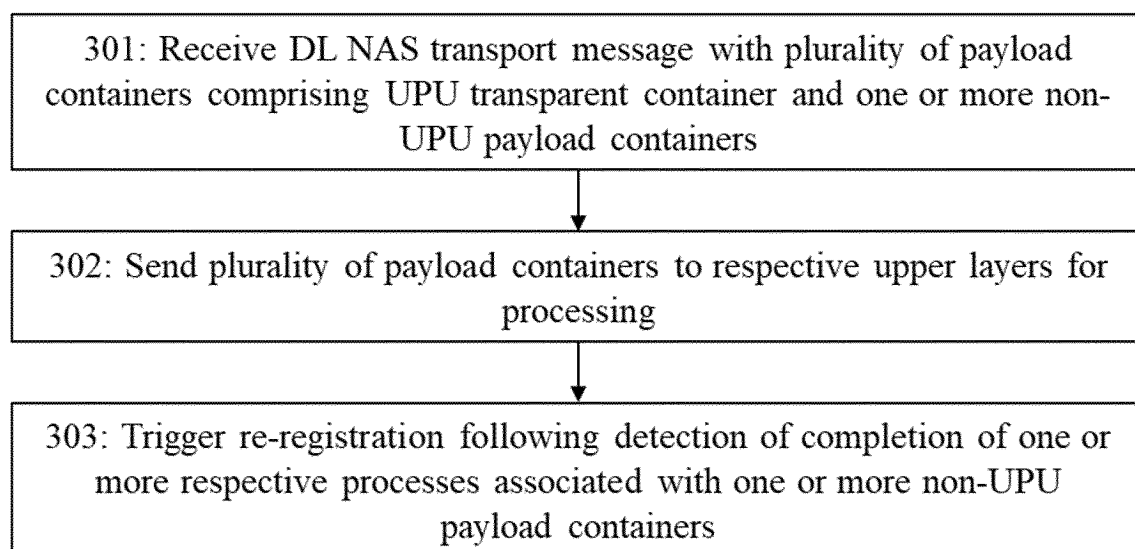 301: Receive DL NAS transport message with plurality of payload
containers comprising UPU transparent container and one or more non-
UPU payload containers
302: Send plurality of payload containers to respective upper layers for
processing
303: Trigger re-registration following detection of completion of one or
more respective processes associated with one or more non-UPU
payload containers